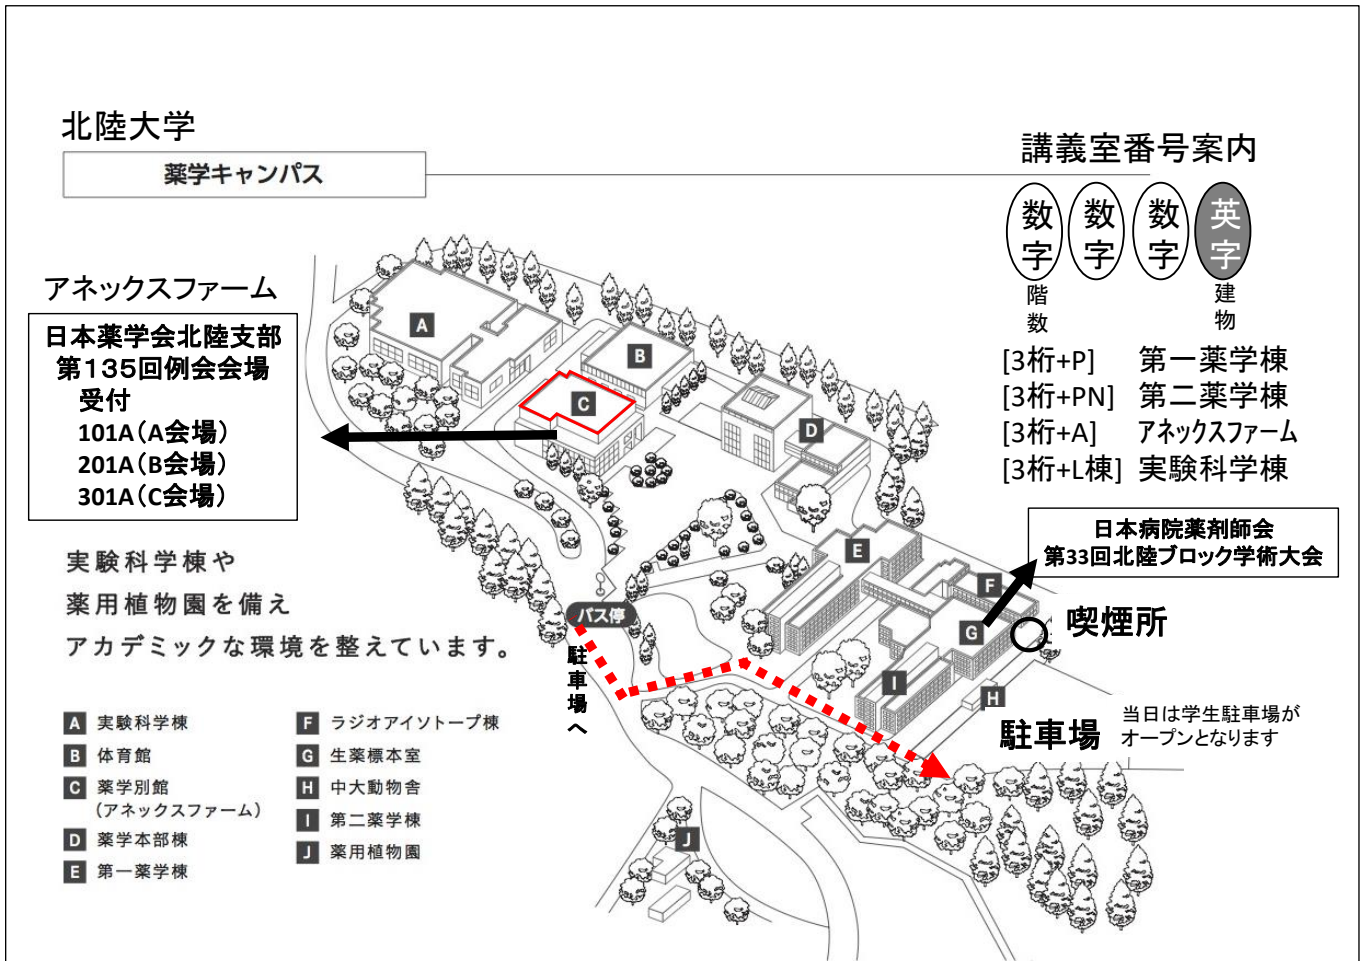 北陸大学
薬学キャンパス
アネックスファーム
日本薬学会北陸支部
第135回例会会場
受付
101A(A会場)
201A(B会場)
301A(C会場)
実験科学棟や
薬用植物園を備え
アカデミックな環境を整えています。
A 実験科学棟
B 体育館
C 薬学別館
(アネックスファーム)
D 薬学本部棟
E 第一薬学棟
F ラジオアイソトープ棟
G 生薬標本室
H 中大動物舎
I 第二薬学棟
J 薬用植物園
A
B
C
D
E
F
G
H
I
J
バス停
駐車場へ
講義室番号案内
数字 数字 数字 英字
階数 建物
[3桁+P] 第一薬学棟
[3桁+PN] 第二薬学棟
[3桁+A] アネックスファーム
[3桁+L棟] 実験科学棟
日本病院薬剤師会
第33回北陸ブロック学術大会
喫煙所
駐車場
当日は学生駐車場が
オープンとなります